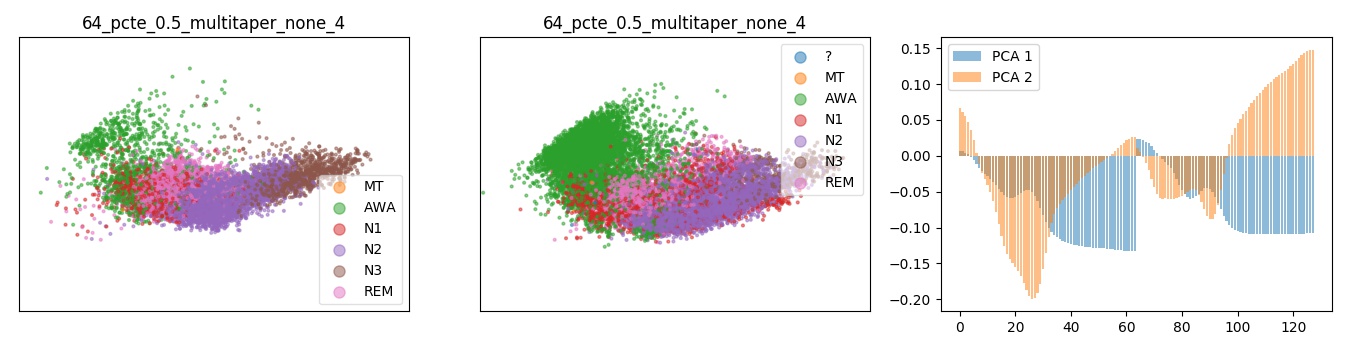 64_pcte_0.5_multitaper_none_4
MT
AWA
N1
N2
N3
REM
64_pcte_0.5_multitaper_none_4
?
MT
AWA
N1
N2
N3
REM
PCA 1
PCA 2
0.15
0.10
0.05
0.00
−0.05
−0.10
−0.15
−0.20
0 20 40 60 80 100 120